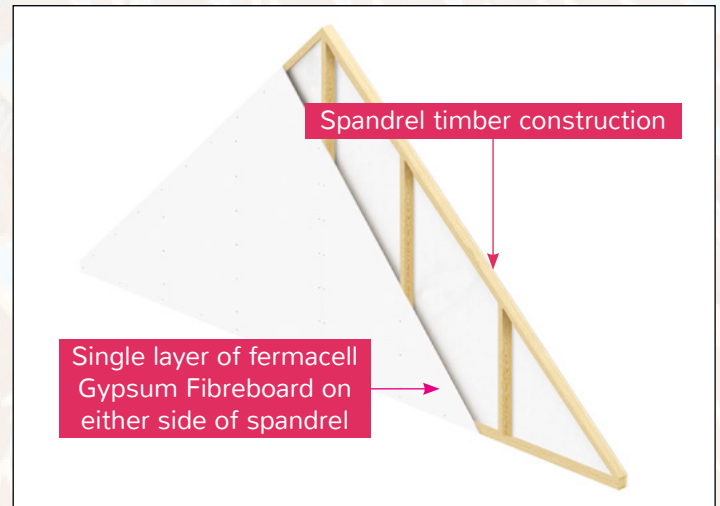 Spandrel timber construction
Single layer of fermacell
Gypsum Fibreboard on
either side of spandrel